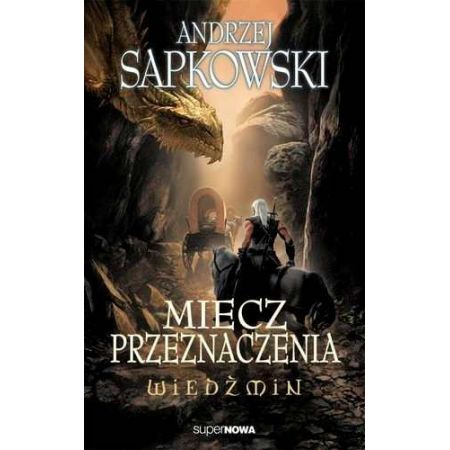 ANDRZEJ
SAPKOWSKI
MIECZ
PRZEZNACZENIA
WIEDŹMIN
superNOWA